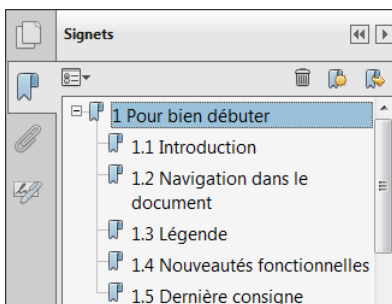 Signets
1 Pour bien débuter
1.1 Introduction
1.2 Navigation dans le
document
1.3 Légende
1.4 Nouveautés fonctionnelles
1.5 Dernière consigne